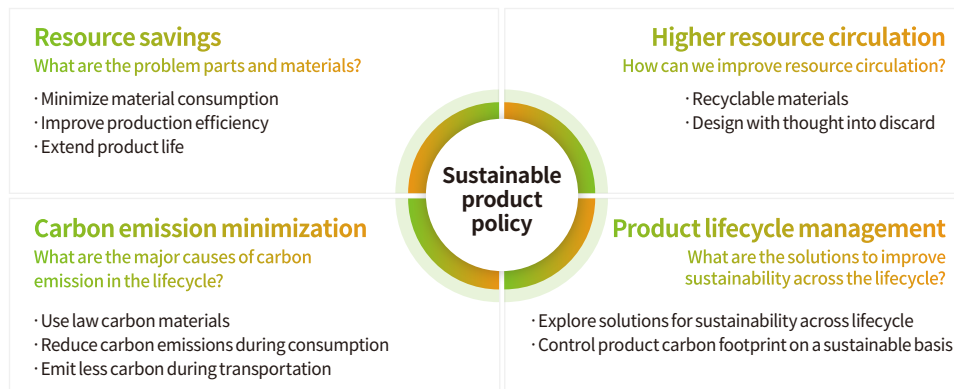 Resource savings
What are the problem parts and materials?
· Minimize material consumption
· Improve production efficiency
· Extend product life
Higher resource circulation
How can we improve resource circulation?
· Recyclable materials
· Design with thought into discard
Sustainable
product
policy
Carbon emission minimization
What are the major causes of carbon
emission in the lifecycle?
· Use law carbon materials
· Reduce carbon emissions during consumption
· Emit less carbon during transportation
Product lifecycle management
What are the solutions to improve
sustainability across the lifecycle?
· Explore solutions for sustainability across lifecycle
· Control product carbon footprint on a sustainable basis